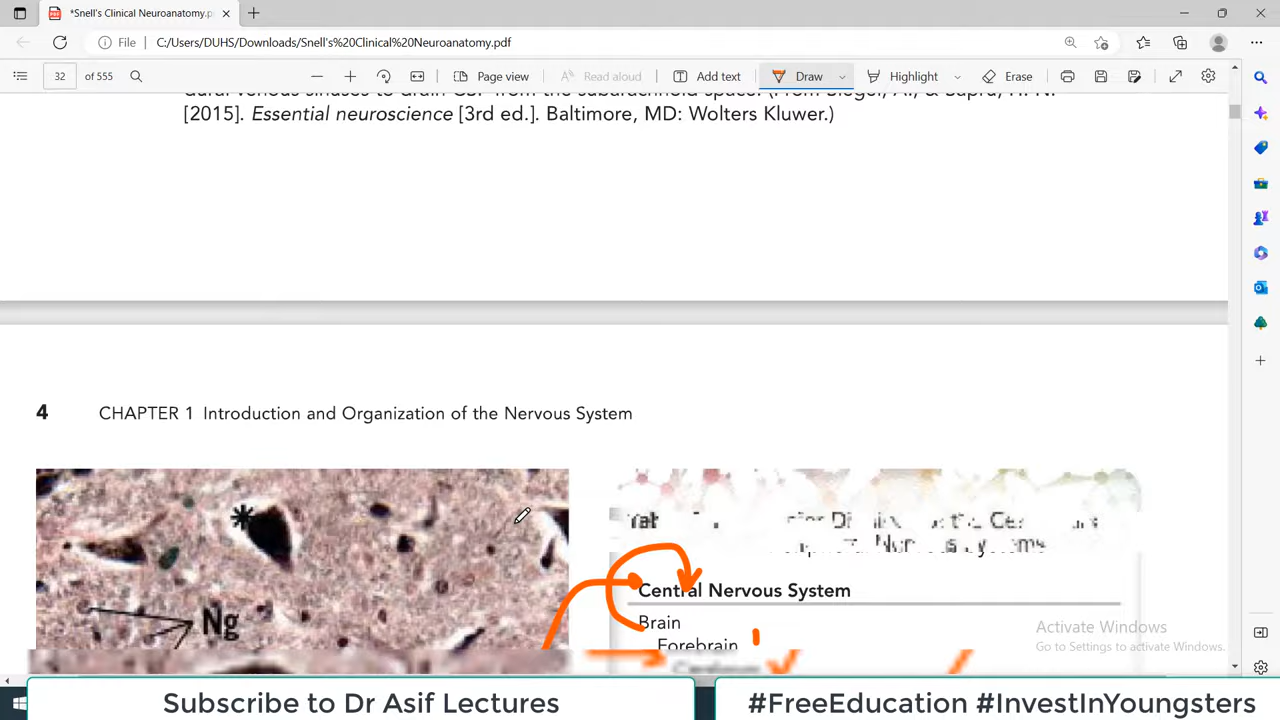 *Snell's Clinical Neuroanatomy.p
File C:/Users/DUHS/Downloads/Snell's%20Clinical%20Neuroanatomy.pdf
32 of 555 Page view Read aloud Add text Draw Highlight Erase
[2015]. Essential neuroscience [3rd ed.]. Baltimore, MD: Wolters Kluwer.)
4 CHAPTER 1 Introduction and Organization of the Nervous System
*
Ng
Central Nervous System
Brain
Forebrain
Activate Windows
Go to Settings to activate Windows.
Subscribe to Dr Asif Lectures
#FreeEducation #InvestInYoungsters